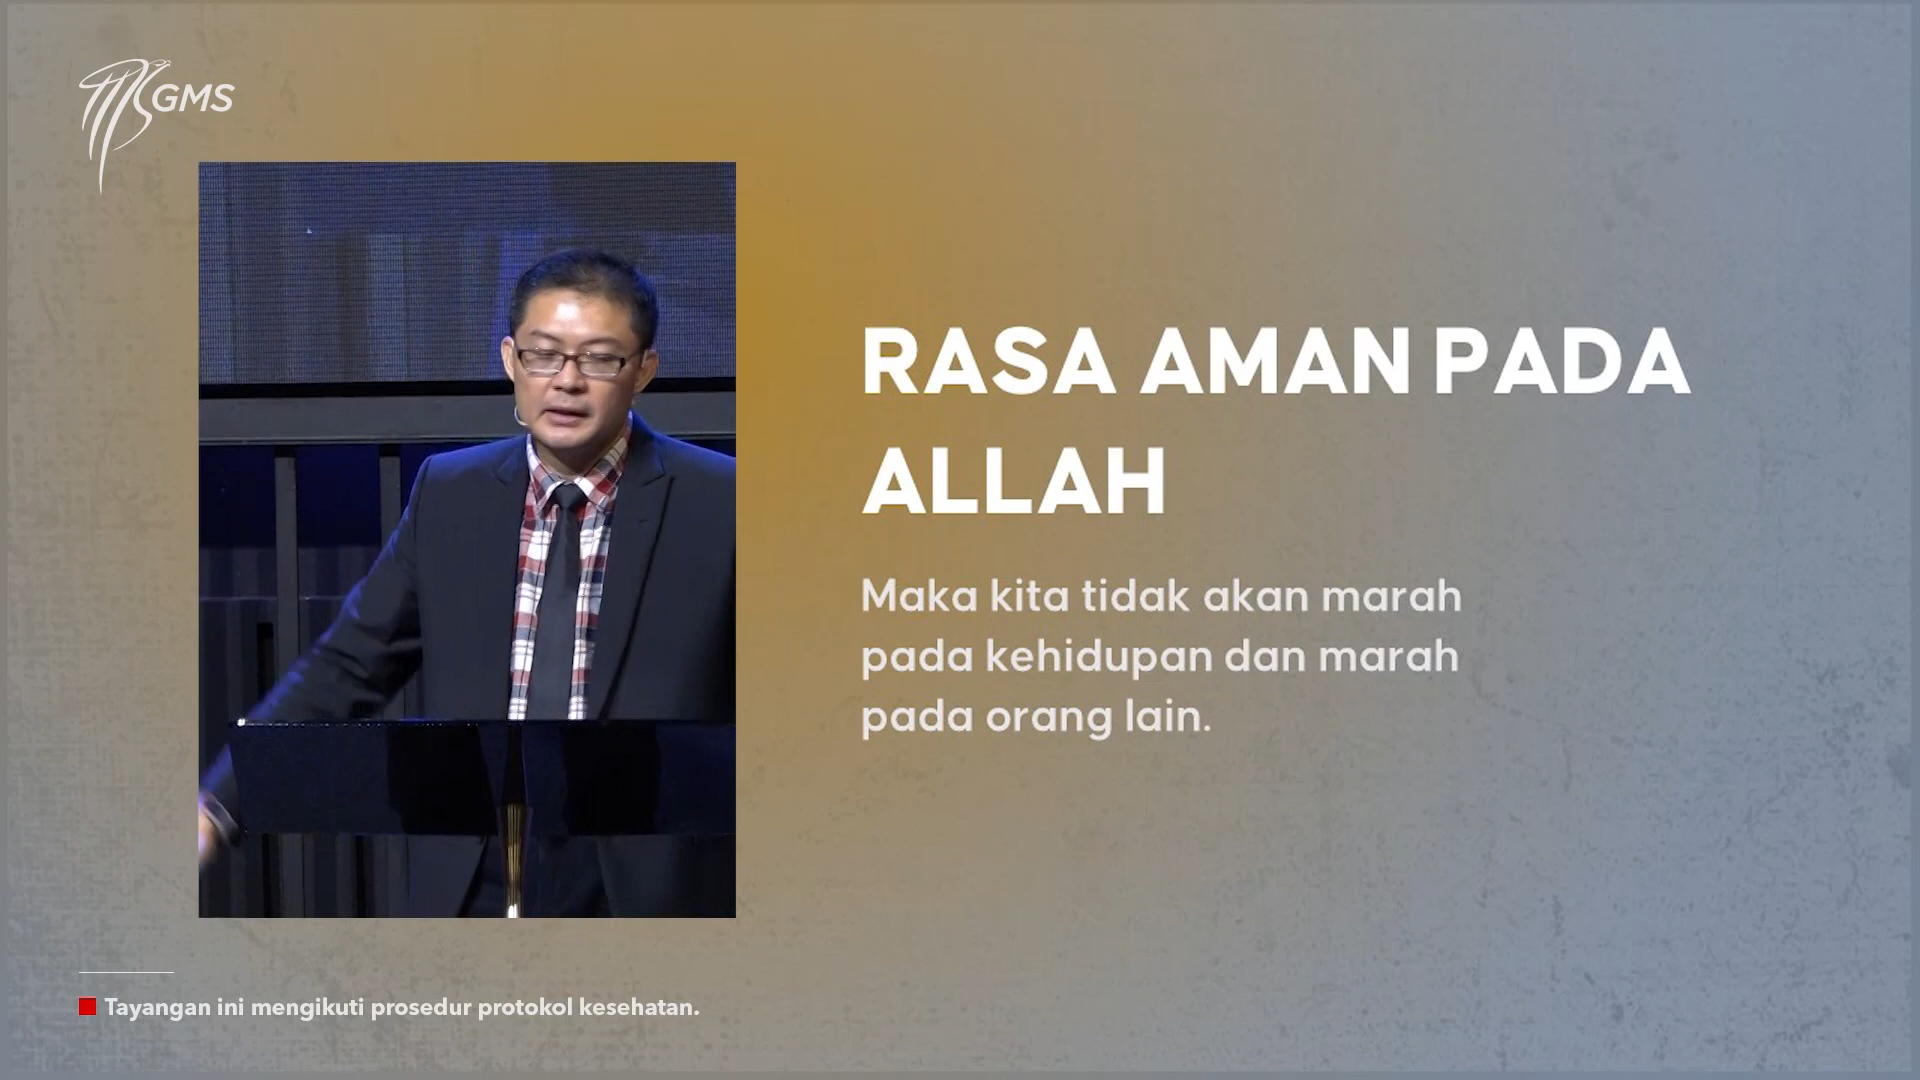 GMS
RASA AMAN PADA
ALLAH
Maka kita tidak akan marah
pada kehidupan dan marah
pada orang lain.
Tayangan ini mengikuti prosedur protokol kesehatan.